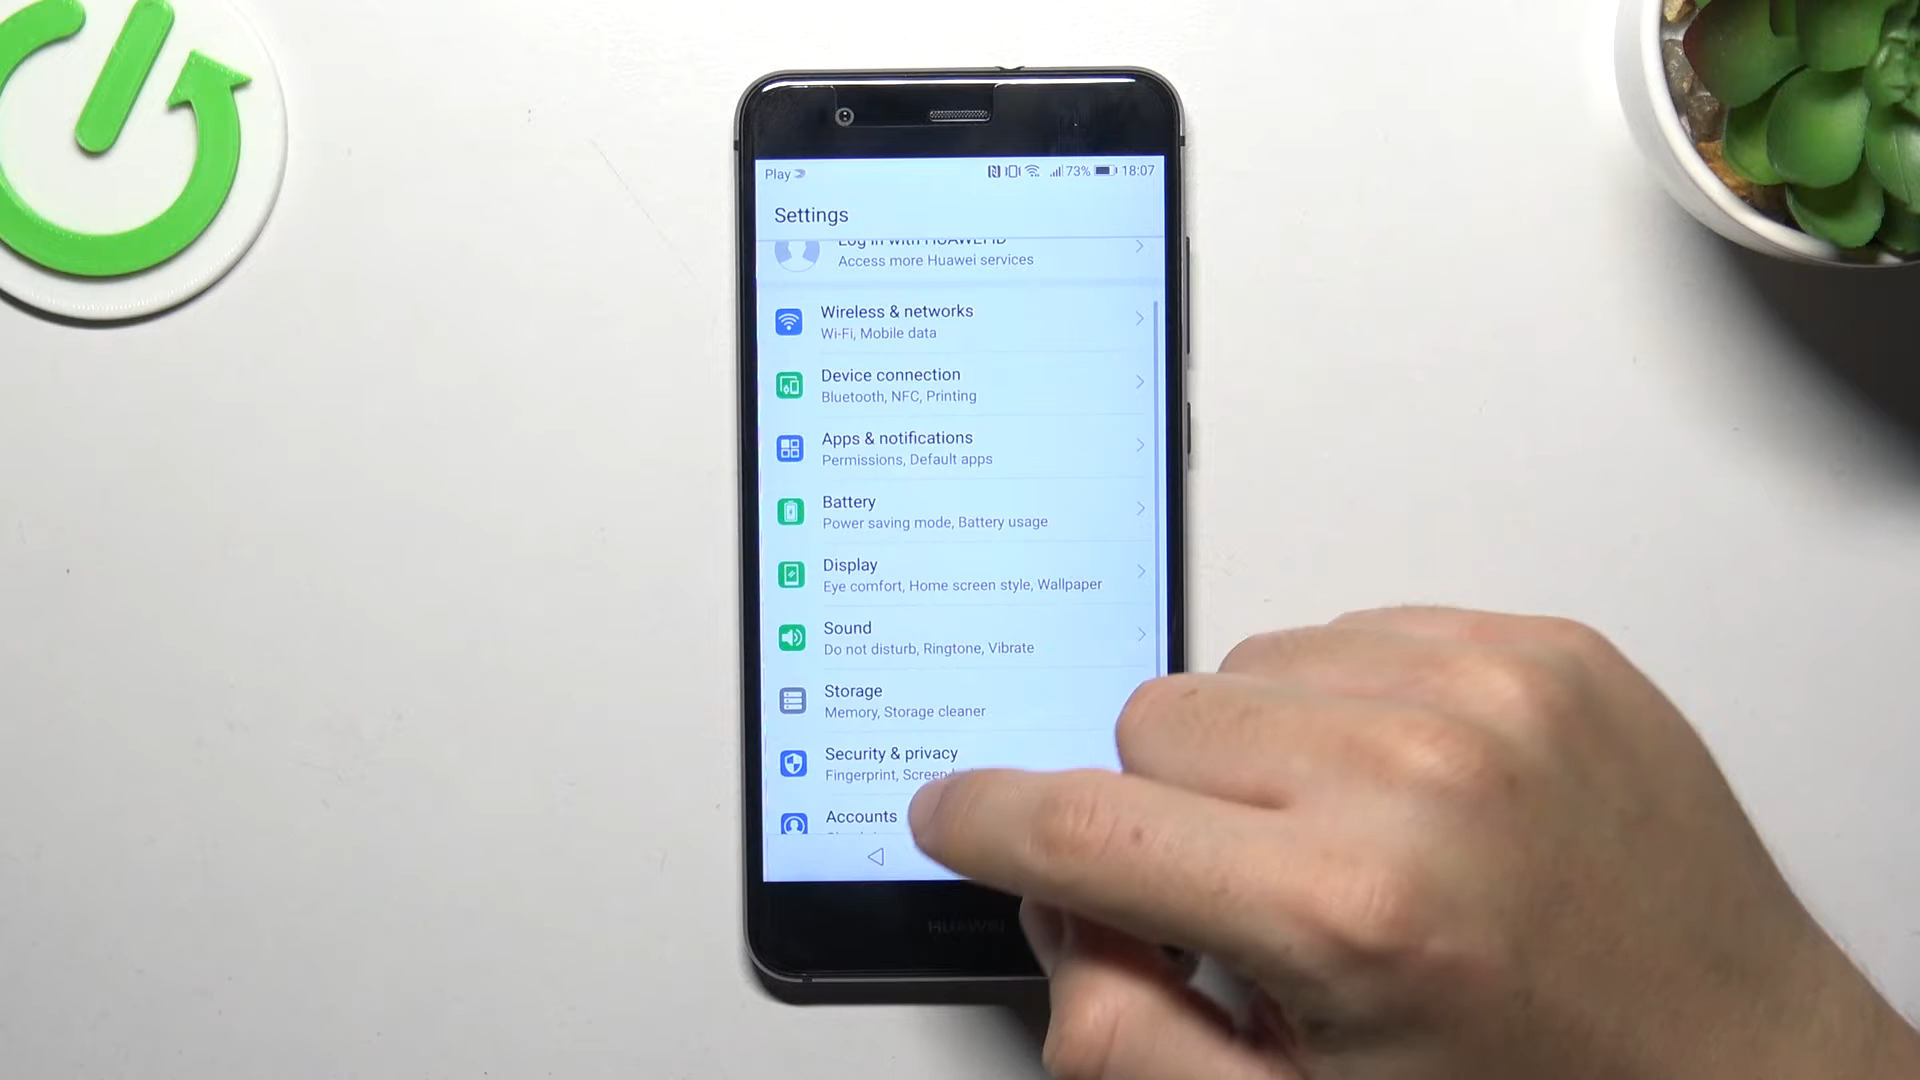 Play
73% 18:07
Settings
Log in with HUAWEI ID
Access more Huawei services
Wireless & networks
Wi-Fi, Mobile data
Device connection
Bluetooth, NFC, Printing
Apps & notifications
Permissions, Default apps
Battery
Power saving mode, Battery usage
Display
Eye comfort, Home screen style, Wallpaper
Sound
Do not disturb, Ringtone, Vibrate
Storage
Memory, Storage cleaner
Security & privacy
Fingerprint, Screen
Accounts
HUAWEI